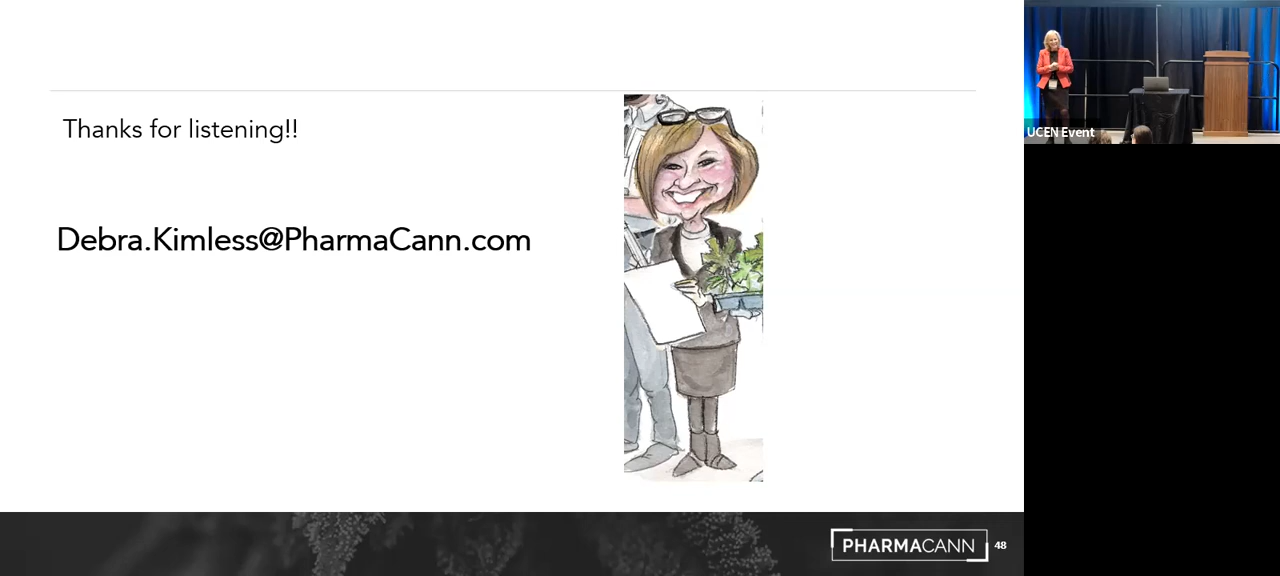 Thanks for listening!!
Debra.Kimless@PharmaCann.com
PHARMACANN
48
UCEN Event